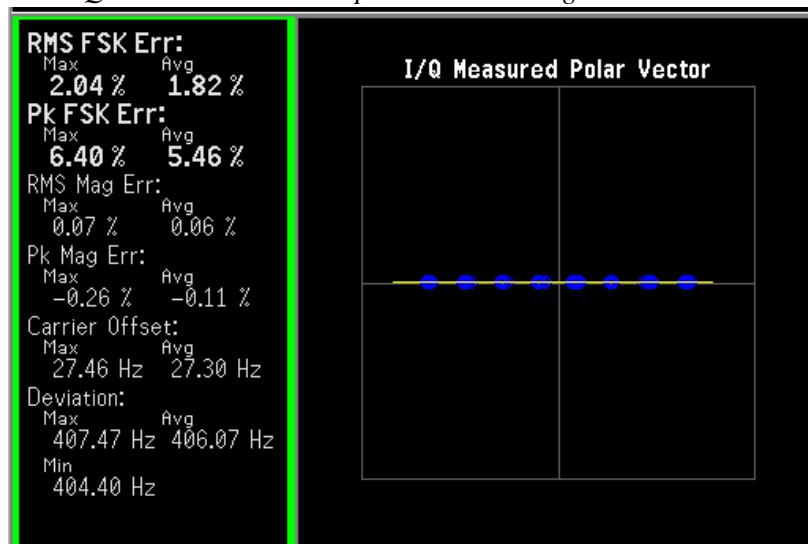 RMS FSK Err:
Max Avg
2.04 % 1.82 %
Pk FSK Err:
Max Avg
6.40 % 5.46 %
RMS Mag Err:
Max Avg
0.07 % 0.06 %
Pk Mag Err:
Max Avg
-0.26 % -0.11 %
Carrier Offset:
Max Avg
27.46 Hz 27.30 Hz
Deviation:
Max Avg
407.47 Hz 406.07 Hz
Min
404.40 Hz
I/Q Measured Polar Vector